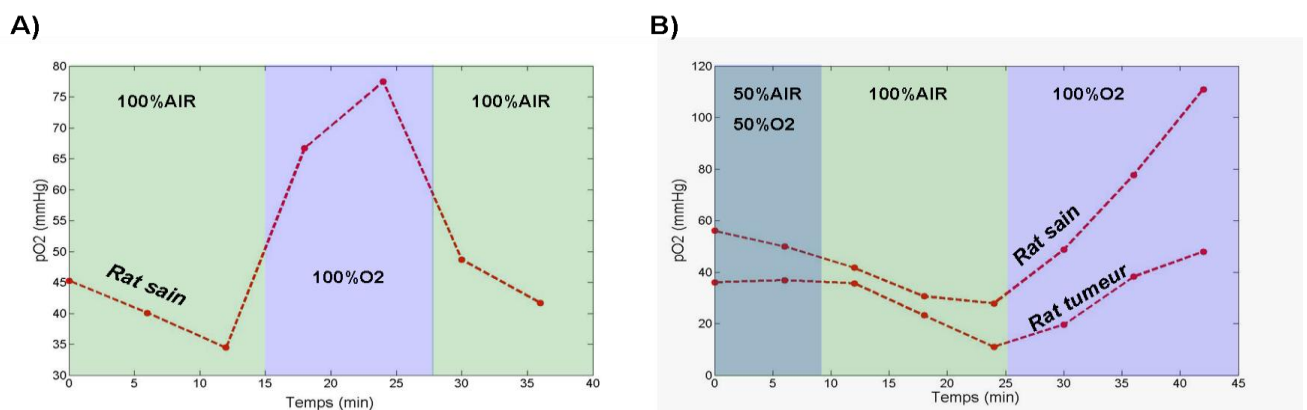 A)
80
75
70
65
60
55
50
45
40
35
30
pO2 (mmHg)
100%AIR
100%AIR
Rat sain
100%O2
0 5 10 15 20 25 30 35 40
Temps (min)
B)
120
100
80
60
40
20
0
pO2 (mmHg)
50%AIR 100%AIR 100%O2
50%O2
Rat sain
Rat tumeur
0 5 10 15 20 25 30 35 40 45
Temps (min)